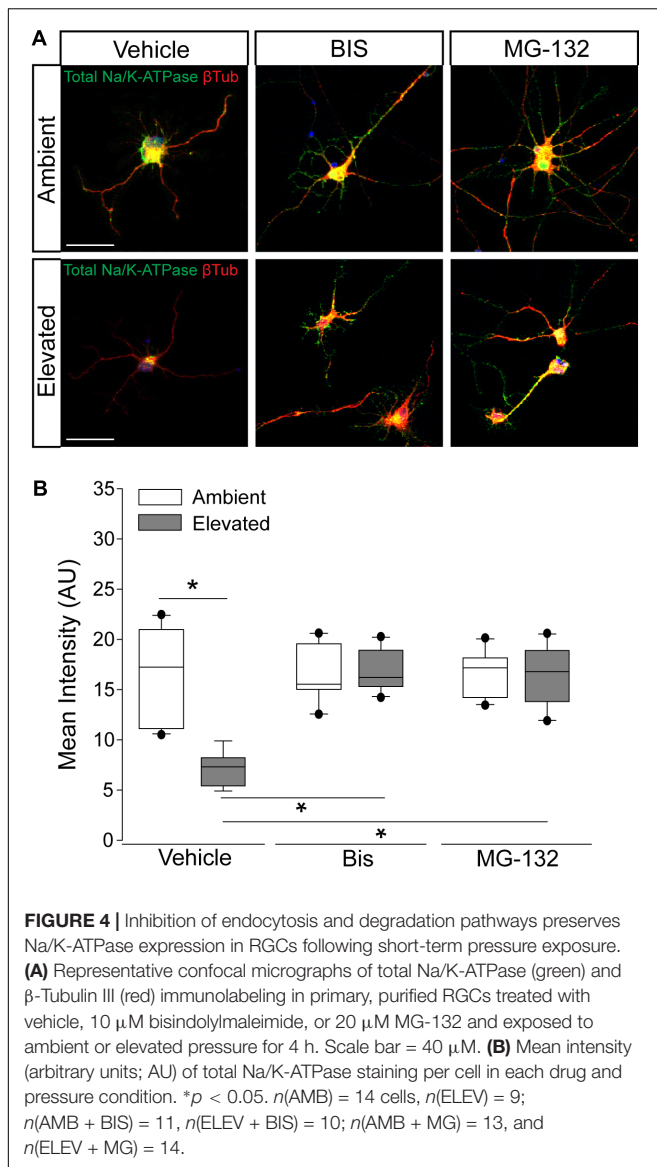 A
Vehicle BIS MG-132
Ambient
Total Na/K-ATPase βTub
Elevated
Total Na/K-ATPase βTub
B
Mean Intensity (AU)
35
30
25
20
15
10
5
0
Ambient
Elevated
*
*
*
Vehicle Bis MG-132
FIGURE 4 | Inhibition of endocytosis and degradation pathways preserves
Na/K-ATPase expression in RGCs following short-term pressure exposure.
(A) Representative confocal micrographs of total Na/K-ATPase (green) and
β-Tubulin III (red) immunolabeling in primary, purified RGCs treated with
vehicle, 10 μM bisindolylmaleimide, or 20 μM MG-132 and exposed to
ambient or elevated pressure for 4 h. Scale bar = 40 μM. (B) Mean intensity
(arbitrary units; AU) of total Na/K-ATPase staining per cell in each drug and
pressure condition. *p < 0.05. n(AMB) = 14 cells, n(ELEV) = 9;
n(AMB + BIS) = 11, n(ELEV + BIS) = 10; n(AMB + MG) = 13, and
n(ELEV + MG) = 14.